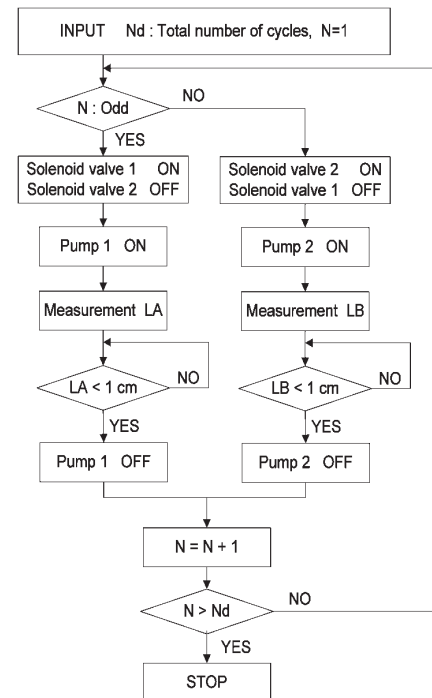 INPUT Nd : Total number of cycles, N=1
N : Odd
NO
YES
Solenoid valve 1 ON
Solenoid valve 2 OFF
Solenoid valve 2 ON
Solenoid valve 1 OFF
Pump 1 ON
Pump 2 ON
Measurement LA
Measurement LB
LA < 1 cm
NO
LB < 1 cm
NO
YES
YES
Pump 1 OFF
Pump 2 OFF
N = N + 1
N > Nd
NO
YES
STOP